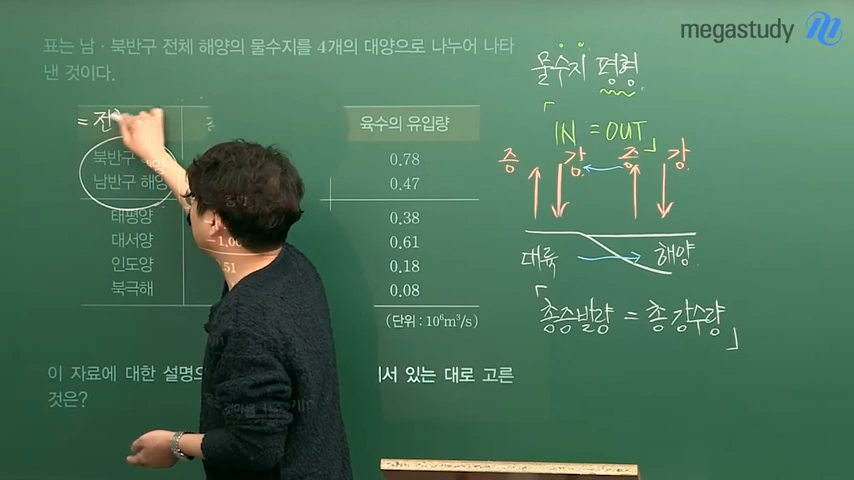 megastudy
표는 남·북반구 전체 해양의 물수지를 4개의 대양으로 나누어 나타
낸 것이다.
= 전
육수의 유입량
북반구 해양 0.78
남반구 해양 0.47
태평양 0.38
대서양 0.61
인도양 0.18
북극해 0.08
(단위 : 10⁶m³/s)
이 자료에 대한 설명으 서 있는 대로 고른
것은?
물수지 평형
「IN = OUT」
증 강 증 강
대륙 해양
「총증발량 = 총강수량」